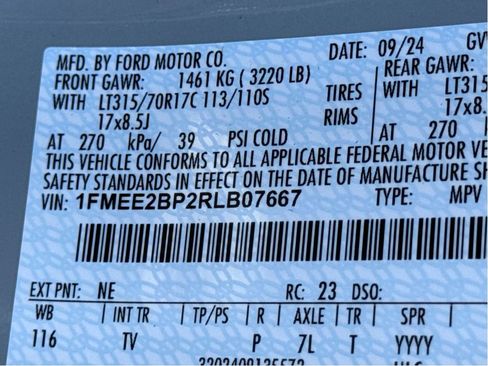 MFD. BY FORD MOTOR CO. DATE: 09/24 GV
FRONT GAWR: 1461 KG ( 3220 LB) REAR GAWR:
WITH LT315/70R17C 113/110S TIRES WITH LT315
17x8.5J RIMS 17x8.
AT 270 kPa/ 39 PSI COLD AT 270
THIS VEHICLE CONFORMS TO ALL APPLICABLE FEDERAL MOTOR VE
SAFETY STANDARDS IN EFFECT ON THE DATE OF MANUFACTURE SH
VIN: 1FMEE2BP2RLB07667 TYPE: MPV
EXT PNT: NE RC: 23 DSO:
WB INT TR TP/PS R AXLE TR SPR
116 TV P 7L T YYYY